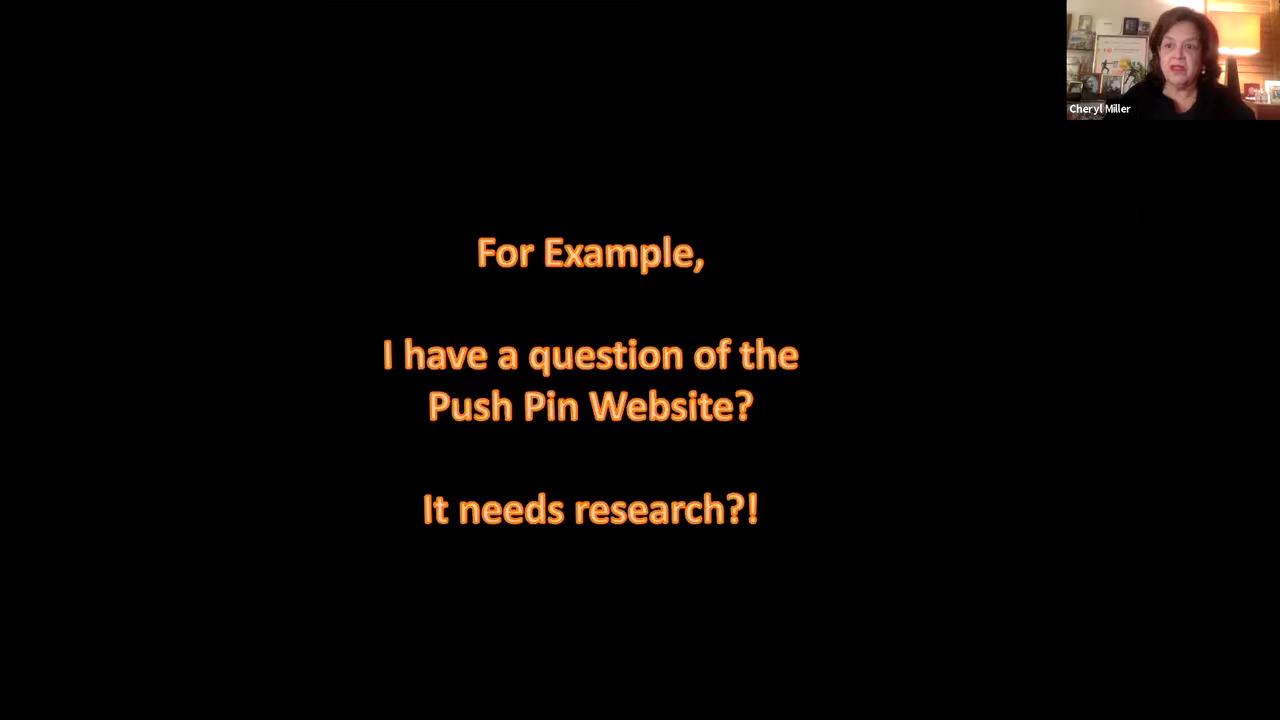 Cheryl Miller
For Example,
I have a question of the
Push Pin Website?
It needs research?!